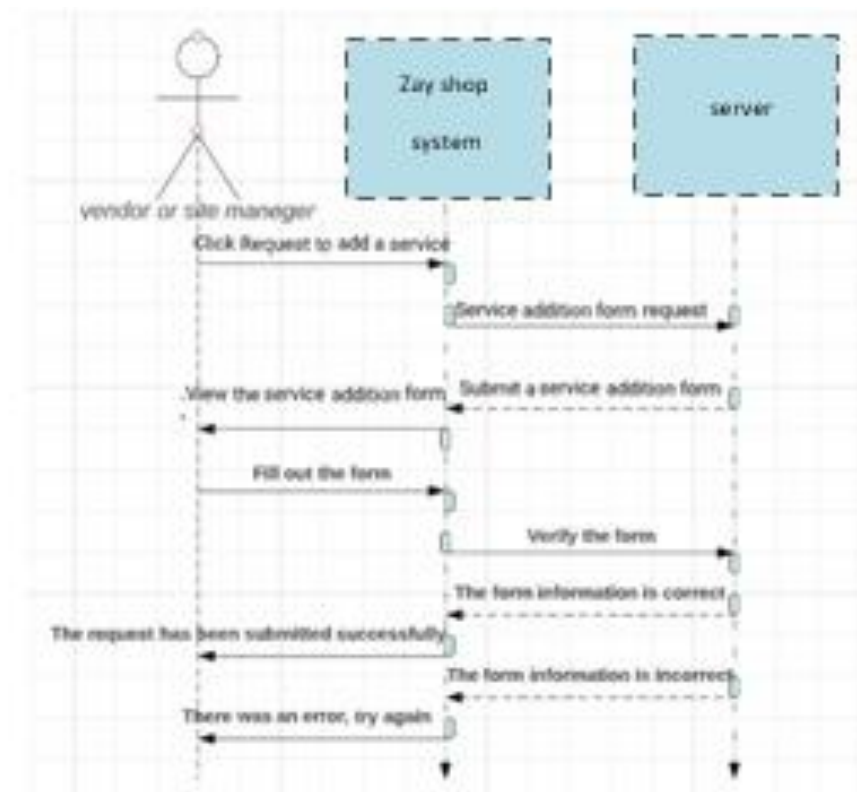 Zay shop
system
server
vendor or site maneger
Click Request to add a service
Service addition form request
Submit a service addition form
.View the service addition form
Fill out the form
Verify the form
The form information is correct
The request has been submitted successfully
The form information is incorrect
There was an error, try again